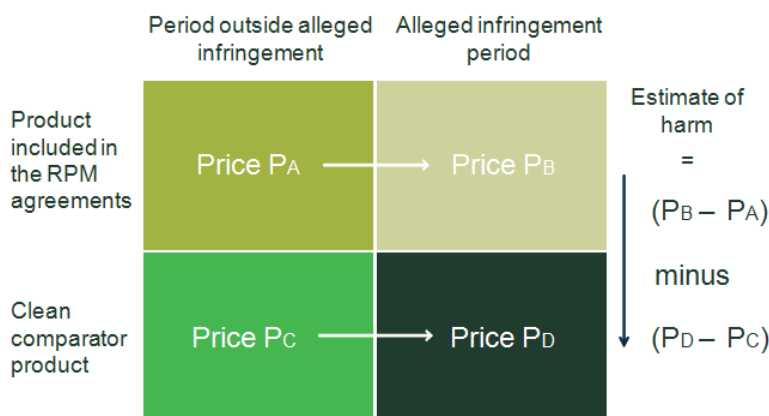 Period outside alleged
infringement
Alleged infringement
period
Product
included in
the RPM
agreements
Price PA
Price PB
Estimate of
harm
=
(PB – PA)
minus
(PD – PC)
Clean
comparator
product
Price PC
Price PD